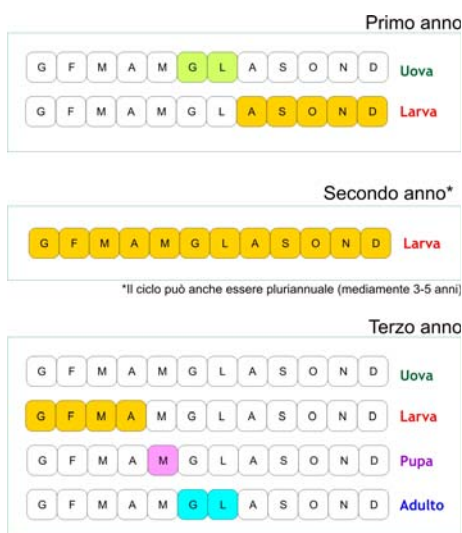 Primo anno
G F M A M G L A S O N D Uova
G F M A M G L A S O N D Larva
Secondo anno*
G F M A M G L A S O N D Larva
*Il ciclo può anche essere pluriannuale (mediamente 3-5 anni)
Terzo anno
G F M A M G L A S O N D Uova
G F M A M G L A S O N D Larva
G F M A M G L A S O N D Pupa
G F M A M G L A S O N D Adulto